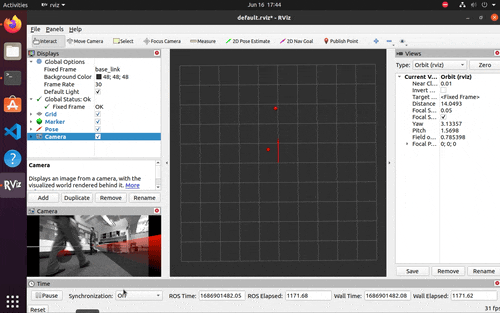 Activities
rviz
Jun 16 17:44
default.rviz* - RViz
File Panels Help
Interact Move Camera Select Focus Camera Measure 2D Pose Estimate 2D Nav Goal Publish Point
Displays
Global Options
Fixed Frame base_link
Background Color 48; 48; 48
Frame Rate 30
Default Light
Global Status: Ok
Fixed Frame OK
Grid
Marker
Pose
Camera
Camera
Displays an image from a camera, with the
visualized world rendered behind it. More
Add Duplicate Remove Rename
Camera
Views
Type: Orbit (rviz) Zero
Current V... Orbit (rviz)
Near Cl... 0.01
Invert ...
Target ... <Fixed Frame>
Distance 14.0493
Focal S... 0.05
Focal S...
Yaw 3.13357
Pitch 1.5698
Field o... 0.785398
Focal P... 0; 0; 0
Save Remove Rename
Time
Pause Synchronization: Off ROS Time: 1686901482.05 ROS Elapsed: 1171.68 Wall Time: 1686901482.08 Wall Elapsed: 1171.62
Reset 31 fps
RViz